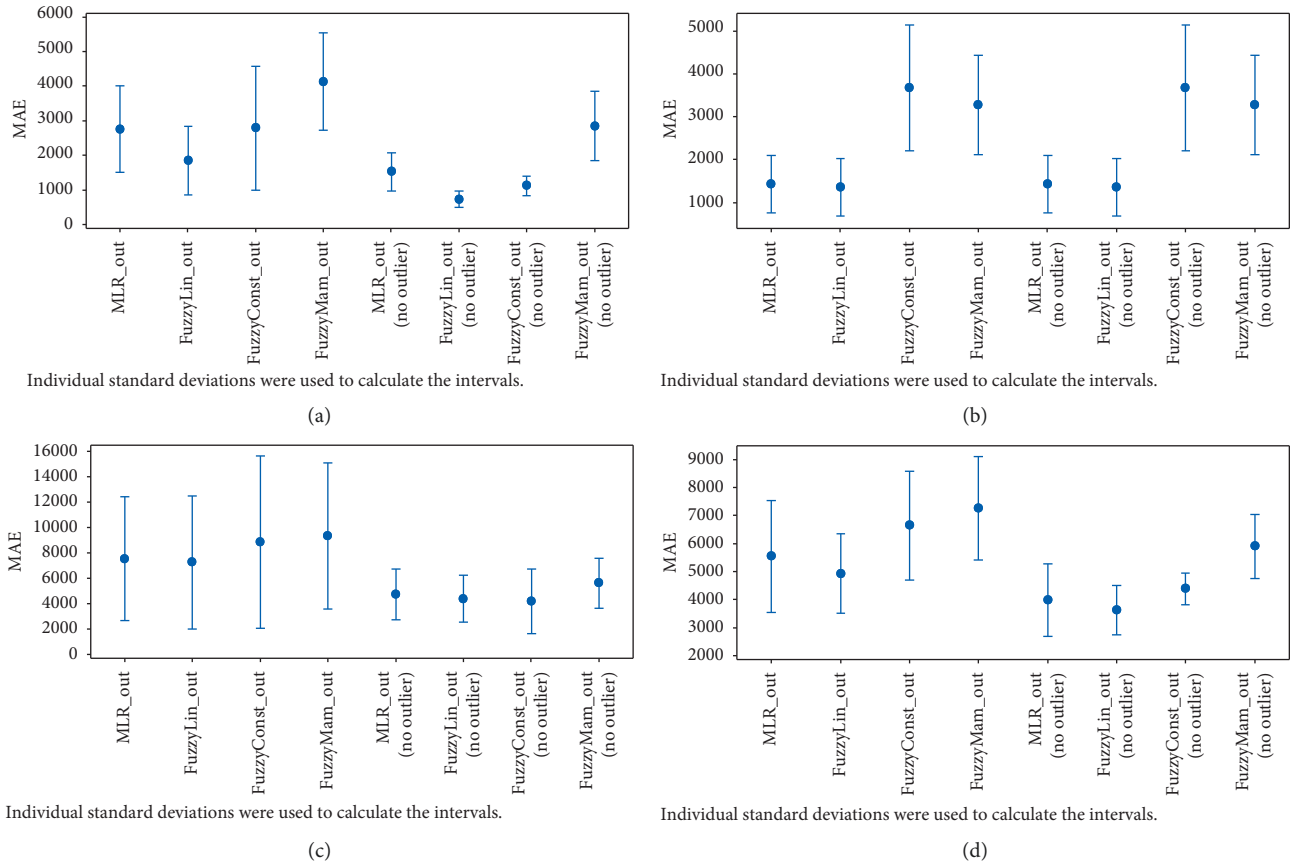 6000
5000
4000
3000
2000
1000
0
MAE
MLR_out
FuzzyLin_out
FuzzyConst_out
FuzzyMam_out
MLR_out
(no outlier)
FuzzyLin_out
(no outlier)
FuzzyConst_out
(no outlier)
FuzzyMam_out
(no outlier)
Individual standard deviations were used to calculate the intervals.
(a)
5000
4000
3000
2000
1000
MAE
MLR_out
FuzzyLin_out
FuzzyConst_out
FuzzyMam_out
MLR_out
(no outlier)
FuzzyLin_out
(no outlier)
FuzzyConst_out
(no outlier)
FuzzyMam_out
(no outlier)
Individual standard deviations were used to calculate the intervals.
(b)
16000
14000
12000
10000
8000
6000
4000
2000
0
MAE
MLR_out
FuzzyLin_out
FuzzyConst_out
FuzzyMam_out
MLR_out
(no outlier)
FuzzyLin_out
(no outlier)
FuzzyConst_out
(no outlier)
FuzzyMam_out
(no outlier)
Individual standard deviations were used to calculate the intervals.
(c)
9000
8000
7000
6000
5000
4000
3000
2000
MAE
MLR_out
FuzzyLin_out
FuzzyConst_out
FuzzyMam_out
MLR_out
(no outlier)
FuzzyLin_out
(no outlier)
FuzzyConst_out
(no outlier)
FuzzyMam_out
(no outlier)
Individual standard deviations were used to calculate the intervals.
(d)